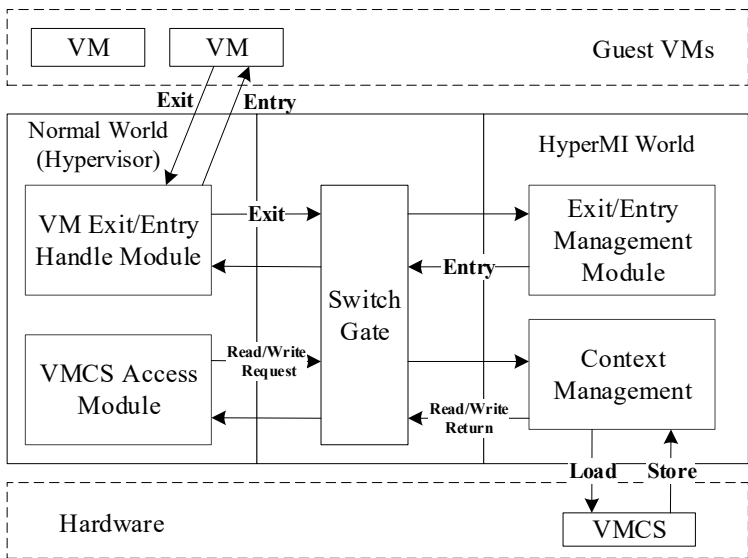 VM
VM
Guest VMs
Exit
Entry
Normal World
(Hypervisor)
HyperMI World
VM Exit/Entry
Handle Module
Exit
Switch
Gate
Exit/Entry
Management
Module
Entry
VMCS Access
Module
Read/Write
Request
Context
Management
Read/Write
Return
Load
Store
Hardware
VMCS